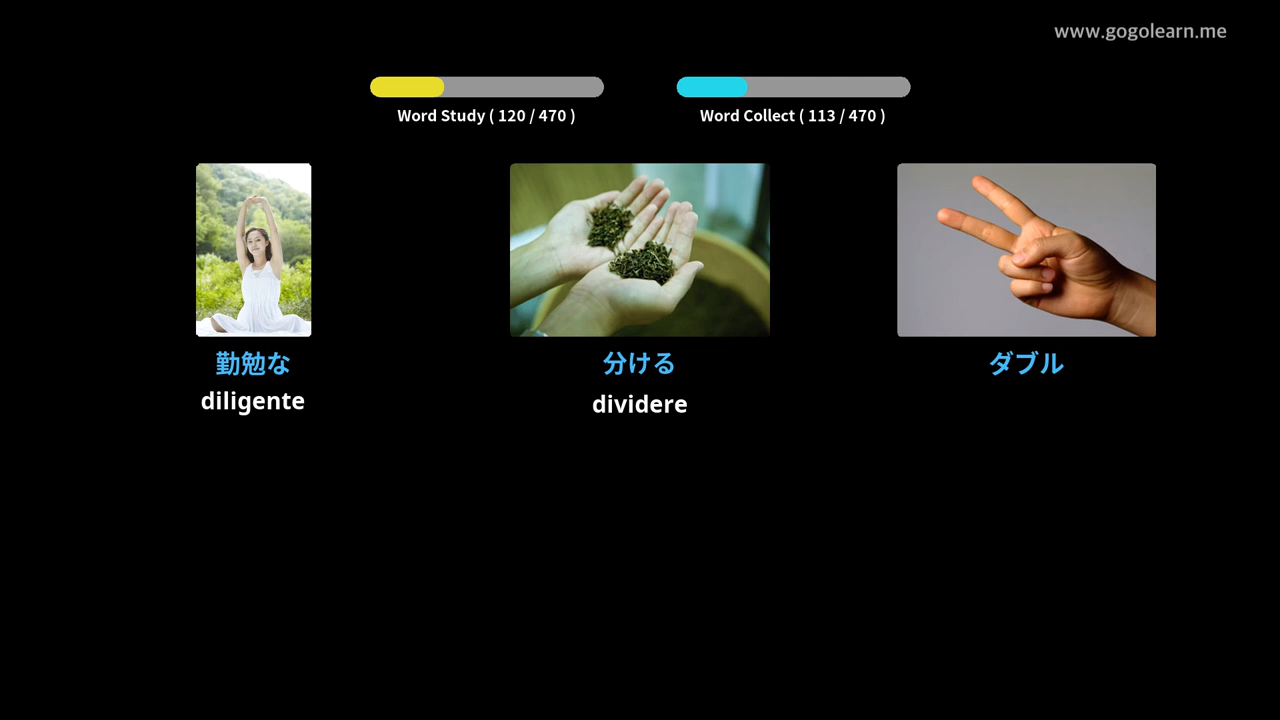 www.gogolearn.me
Word Study ( 120 / 470 )
Word Collect ( 113 / 470 )
勤勉な
diligente
分ける
dividere
ダブル